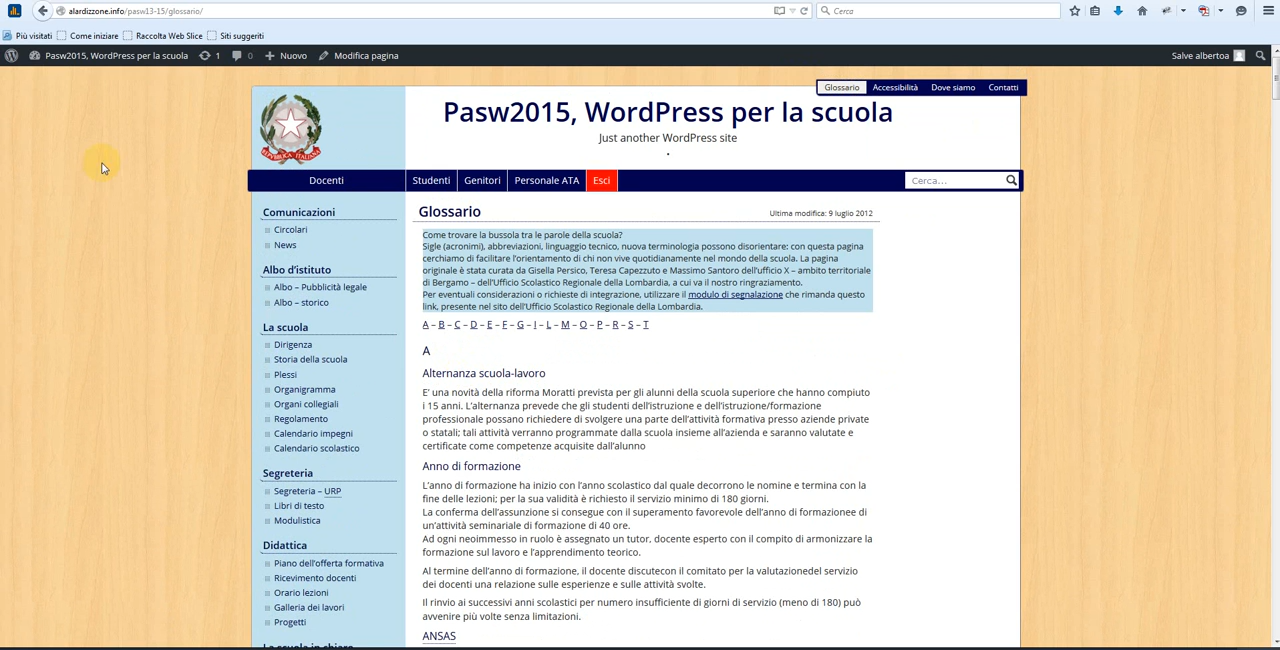 alardizzone.info/pasw13-15/glossario/
Cerca
Più visitati Come iniziare Raccolta Web Slice Siti suggeriti
Pasw2015, WordPress per la scuola 1 0 Nuovo Modifica pagina Salve albertoa
Glossario Accessibilità Dove siamo Contatti
REPVBBLICA ITALIANA
Pasw2015, WordPress per la scuola
Just another WordPress site
Docenti Studenti Genitori Personale ATA Esci Cerca...
Comunicazioni
Circolari
News
Albo d'istituto
Albo – Pubblicità legale
Albo – storico
La scuola
Dirigenza
Storia della scuola
Plessi
Organigramma
Organi collegiali
Regolamento
Calendario impegni
Calendario scolastico
Segreteria
Segreteria – URP
Libri di testo
Modulistica
Didattica
Piano dell'offerta formativa
Ricevimento docenti
Orario lezioni
Galleria dei lavori
Progetti
La scuola in chiaro
Glossario Ultima modifica: 9 luglio 2012
Come trovare la bussola tra le parole della scuola?
Sigle (acronimi), abbreviazioni, linguaggio tecnico, nuova terminologia possono disorientare: con questa pagina
cerchiamo di facilitare l'orientamento di chi non vive quotidianamente nel mondo della scuola. La pagina
originale è stata curata da Gisella Persico, Teresa Capezzuto e Massimo Santoro dell'ufficio X – ambito territoriale
di Bergamo – dell'Ufficio Scolastico Regionale della Lombardia, a cui va il nostro ringraziamento.
Per eventuali considerazioni o richieste di integrazione, utilizzare il modulo di segnalazione che rimanda questo
link, presente nel sito dell'Ufficio Scolastico Regionale della Lombardia.
A – B – C – D – E – F – G – I – L – M – O – P – R – S – T
A
Alternanza scuola-lavoro
E' una novità della riforma Moratti prevista per gli alunni della scuola superiore che hanno compiuto
i 15 anni. L'alternanza prevede che gli studenti dell'istruzione e dell'istruzione/formazione
professionale possano richiedere di svolgere una parte dell'attività formativa presso aziende private
o statali; tali attività verranno programmate dalla scuola insieme all'azienda e saranno valutate e
certificate come competenze acquisite dall'alunno
Anno di formazione
L'anno di formazione ha inizio con l'anno scolastico dal quale decorrono le nomine e termina con la
fine delle lezioni; per la sua validità è richiesto il servizio minimo di 180 giorni.
La conferma dell'assunzione si consegue con il superamento favorevole dell'anno di formazionee di
un'attività seminariale di formazione di 40 ore.
Ad ogni neoimmesso in ruolo è assegnato un tutor, docente esperto con il compito di armonizzare la
formazione sul lavoro e l'apprendimento teorico.
Al termine dell'anno di formazione, il docente discutecon il comitato per la valutazionedel servizio
dei docenti una relazione sulle esperienze e sulle attività svolte.
Il rinvio ai successivi anni scolastici per numero insufficiente di giorni di servizio (meno di 180) può
avvenire più volte senza limitazioni.
ANSAS